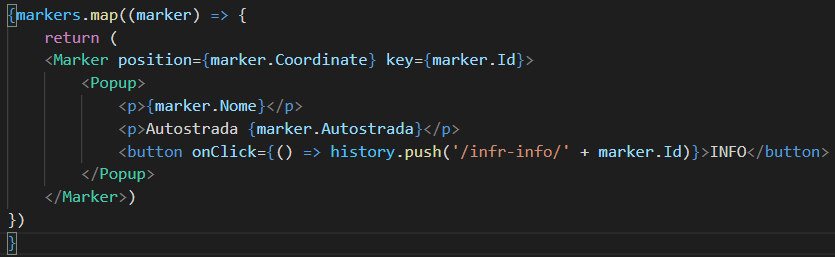 {markers.map((marker) => {
return (
<Marker position={marker.Coordinate} key={marker.Id}>
<Popup>
<p>{marker.Nome}</p>
<p>Autostrada {marker.Autostrada}</p>
<button onClick={() => history.push('/infr-info/' + marker.Id)}>INFO</button>
</Popup>
</Marker>)
})
}